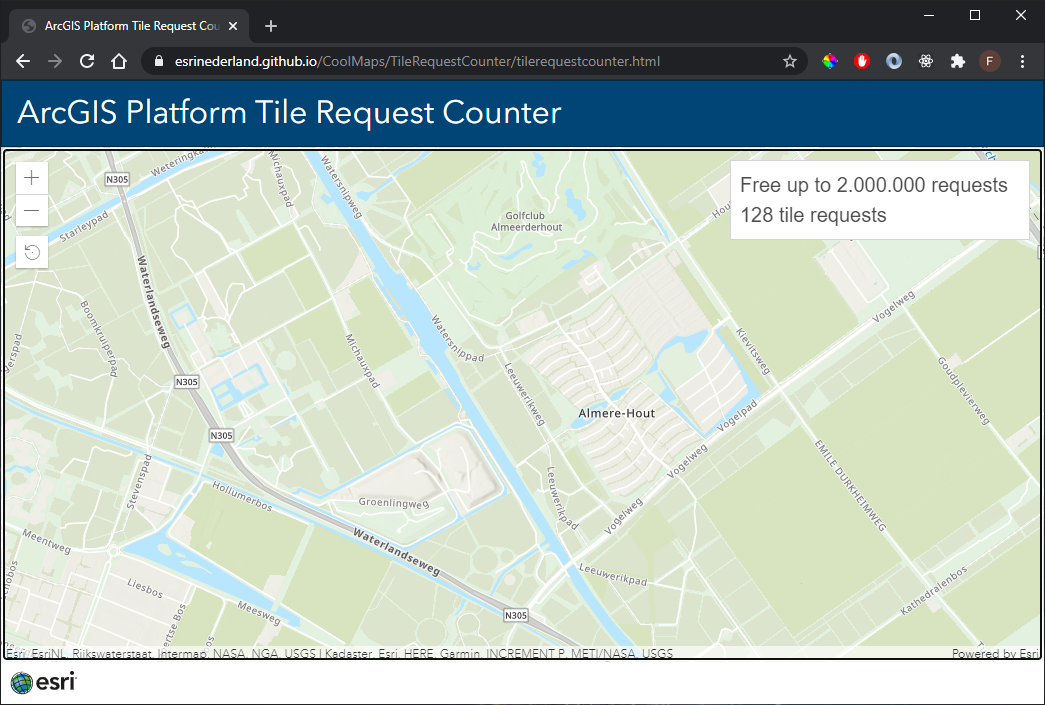 ArcGIS Platform Tile Request Cou
esrinederland.github.io/CoolMaps/TileRequestCounter/tilerequestcounter.html
F
ArcGIS Platform Tile Request Counter
Free up to 2.000.000 requests
128 tile requests
N305
Weteringka
Michauxpad
Watersnipweg
Starleypad
Golfclub
Almeerderhout
Hou
Waterlandseweg
Boomkruiperpad
Vogelweg
Watersnippad
Michauxpad
Kievitsweg
Leeuwerikweg
Goudplevierweg
N305
Almere-Hout
Vogelpad
N305
Vogelweg
EMILE DURKHEIMWEG
Stevenspad
Hollumerbos
Groenlingweg
Leeuwerikpad
Vogelweg
Meentweg
Waterlandseweg
Leeuwerikpad
Kathedralenbos
Liesbos
Meesweg
N305
Esri, EsriNL, Rijkswaterstaat, Intermap, NASA, NGA, USGS | Kadaster, Esri, HERE, Garmin, INCREMENT P, METI/NASA, USGS
Powered by Esri
esri